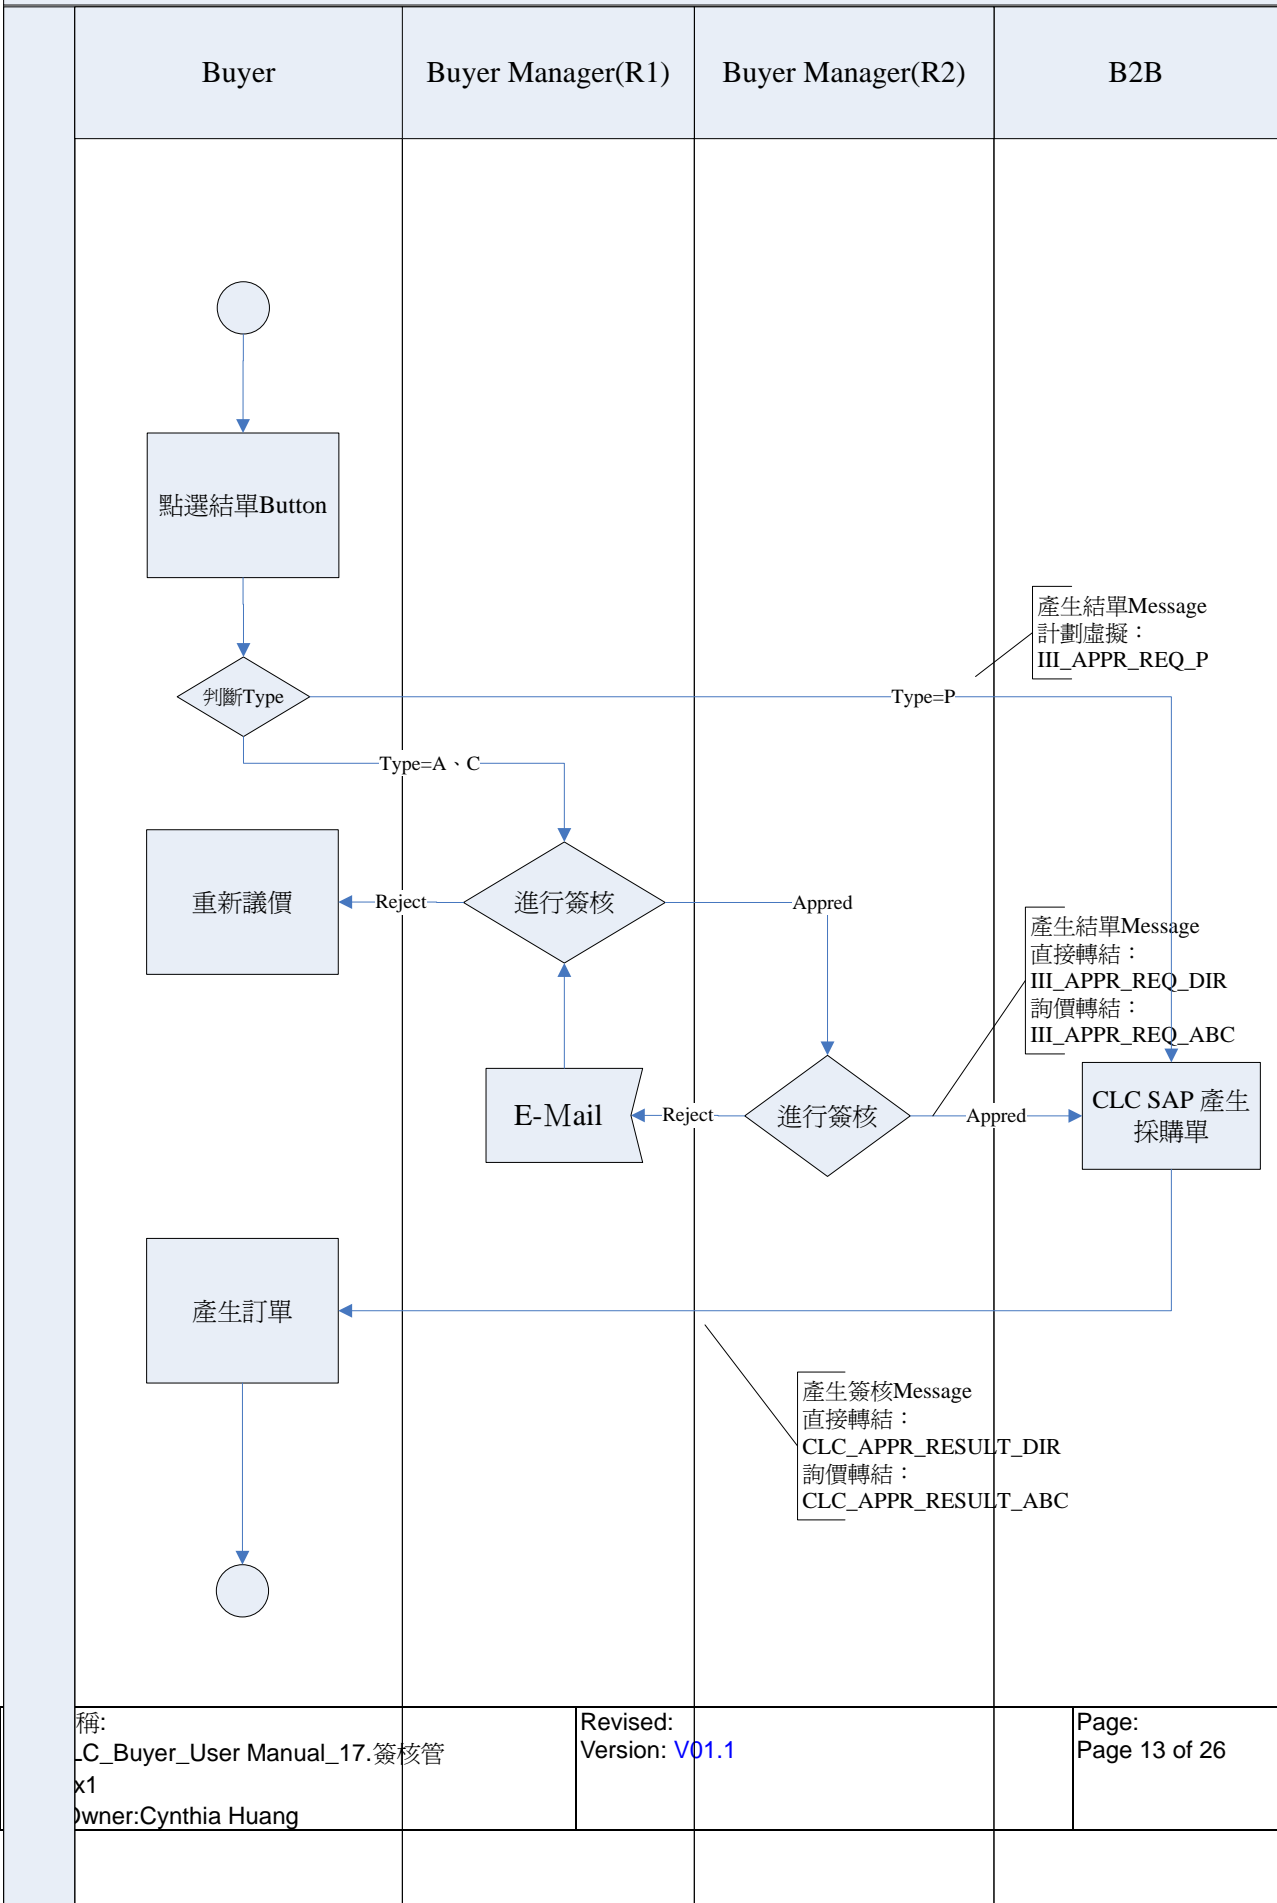 Buyer
Buyer Manager(R1)
Buyer Manager(R2)
B2B
點選結單Button
產生結單Message
計劃虛擬：
III_APPR_REQ_P
判斷Type
Type=P
Type=A、C
重新議價
Reject
進行簽核
Appred
產生結單Message
直接轉結：
III_APPR_REQ_DIR
詢價轉結：
III_APPR_REQ_ABC
E-Mail
Reject
進行簽核
Appred
CLC SAP 產生
採購單
產生訂單
產生簽核Message
直接轉結：
CLC_APPR_RESULT_DIR
詢價轉結：
CLC_APPR_RESULT_ABC
稱:
LC_Buyer_User Manual_17.簽核管
x1
Owner:Cynthia Huang
Revised:
Version: V01.1
Page:
Page 13 of 26